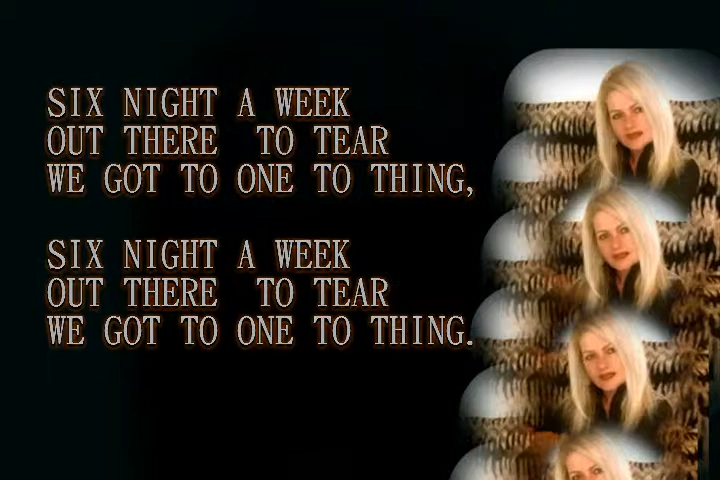 SIX NIGHT A WEEK
OUT THERE  TO TEAR
WE GOT TO ONE TO THING,
SIX NIGHT A WEEK
OUT THERE  TO TEAR
WE GOT TO ONE TO THING.